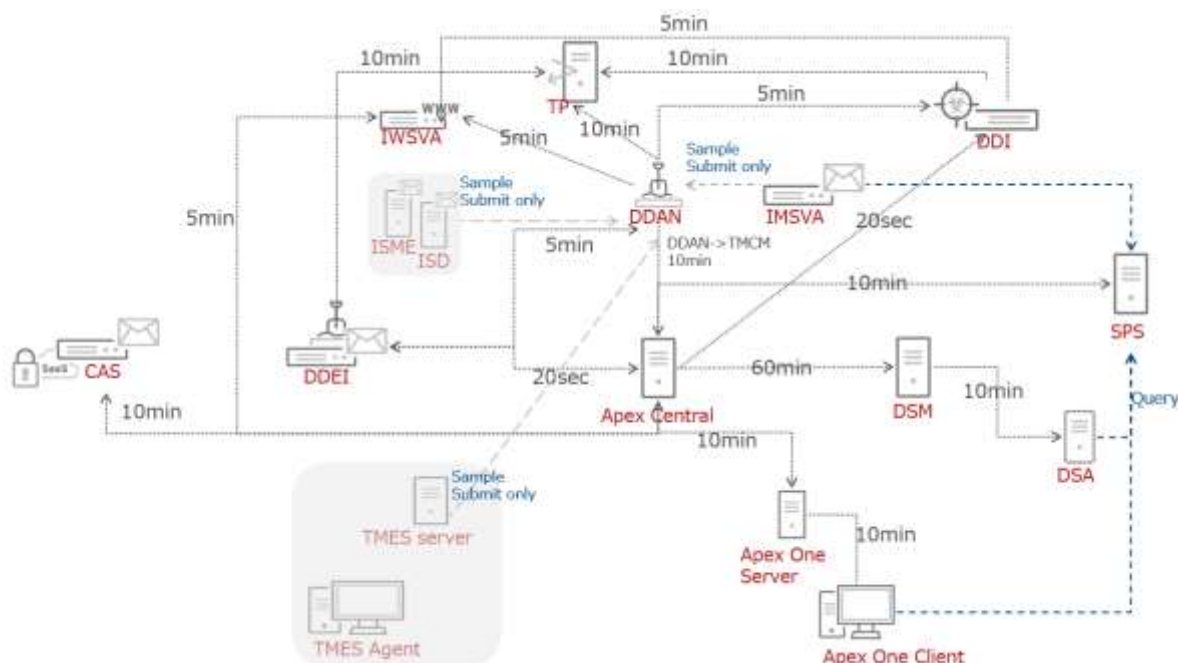 5min
10min
10min
TP
5min
WWW
IWSVA
10min
5min
DDI
Sample
Submit only
Sample
Submit only
DDAN
IMSVA
20sec
5min
ISME
ISD
5min
DDAN->TMCM
10min
10min
SPS
SaaS
CAS
DDEI
20sec
Apex Central
60min
DSM
10min
Query
10min
10min
DSA
Sample
Submit only
TMES server
Apex One
Server
10min
TMES Agent
Apex One Client